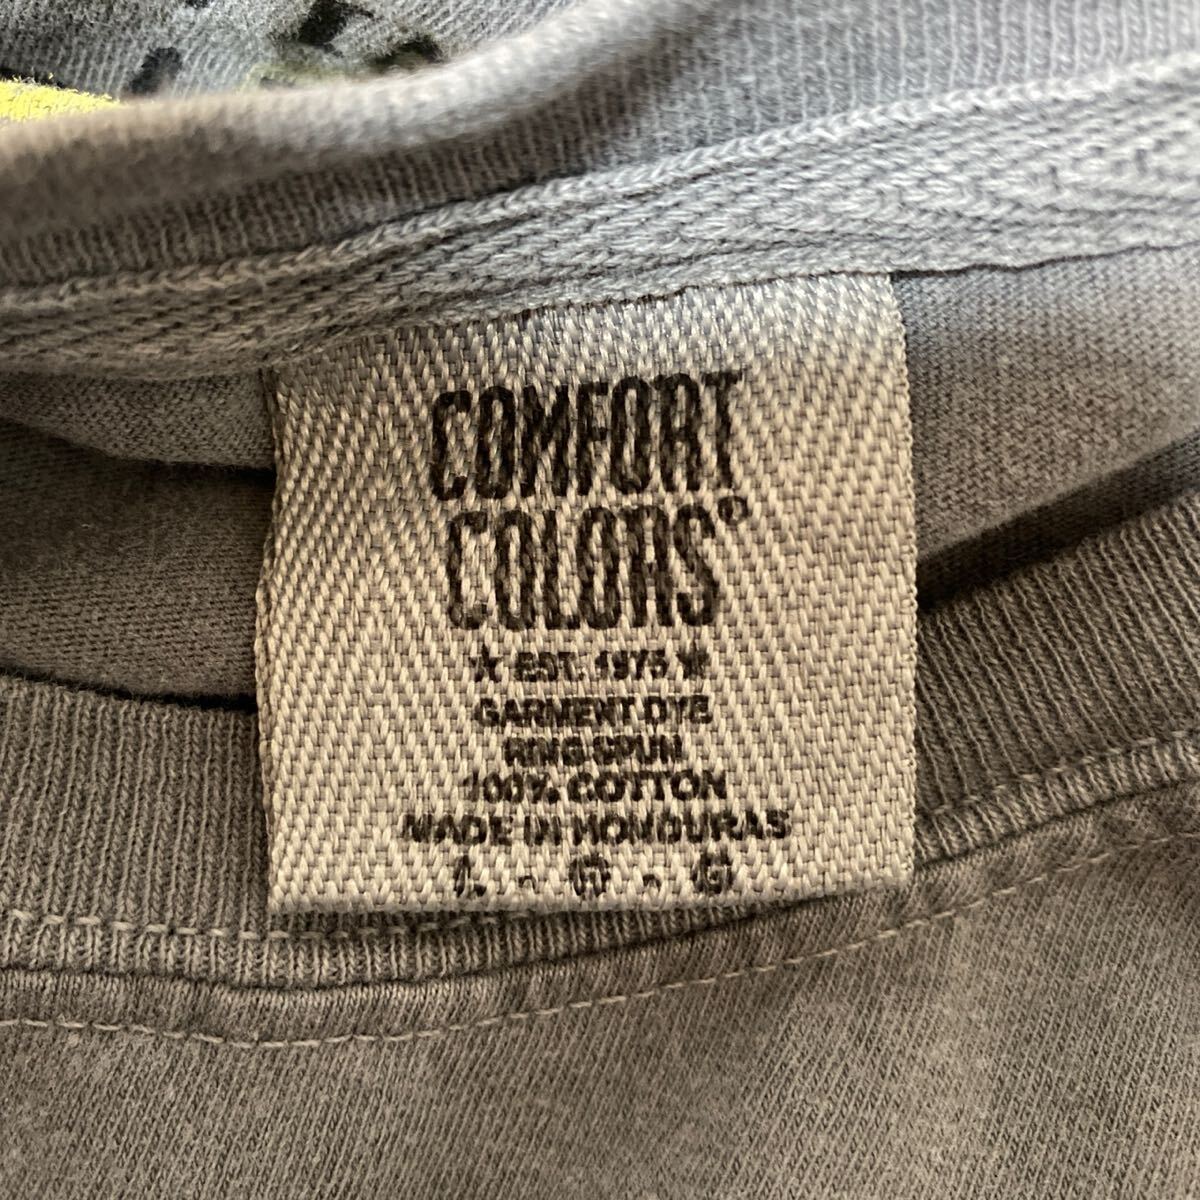 COMFORT
COLORS®
★ EST. 1975 ★
GARMENT DYE
RING SPUN
100% COTTON
MADE IN HONDURAS
L - G - G